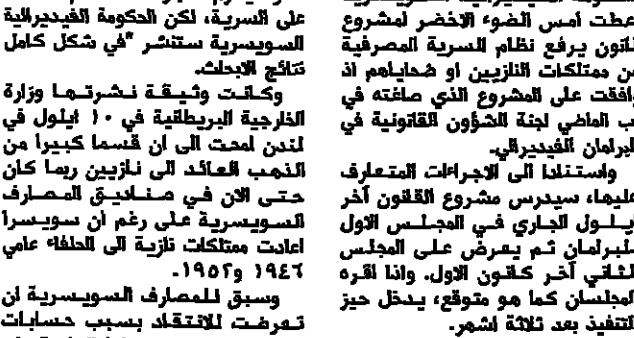 عطت امس الضوء الاخضر لمشروع
قانون يرفع نظام السرية المصرفية
عن ممتلكات النازيين او ضحاياهم اذ
وافقت على المشروع الذي صاغته في
آب الماضي لجنة الشؤون القانونية في
البرلمان الفيديرالي.
واستنادا الى الاجراءات المتعارف
عليها، سيدرس مشروع القانون آخر
ايلول الجاري في المجلس الاول
للبرلمان ثم يعرض على المجلس
الثاني آخر كانون الاول. واذا اقره
المجلسان كما هو متوقع، يدخل حيز
التنفيذ بعد ثلاثة اشهر.
على السرية، لكن الحكومة الفيديرالية
السويسرية ستنشر "في شكل كامل
نتائج الابحاث.
وكانت وثيقة نشرتها وزارة
الخارجية البريطانية في ١٠ ايلول في
لندن لمحت الى ان قسما كبيرا من
الذهب العائد الى نازيين ربما كان
حتى الان في صناديق المصارف
السويسرية على رغم ان سويسرا
اعادت ممتلكات نازية الى الحلفاء عامي
١٩٤٦ و١٩٥٢.
وسبق للمصارف السويسرية ان
تعرضت للانتقاد بسبب حسابات